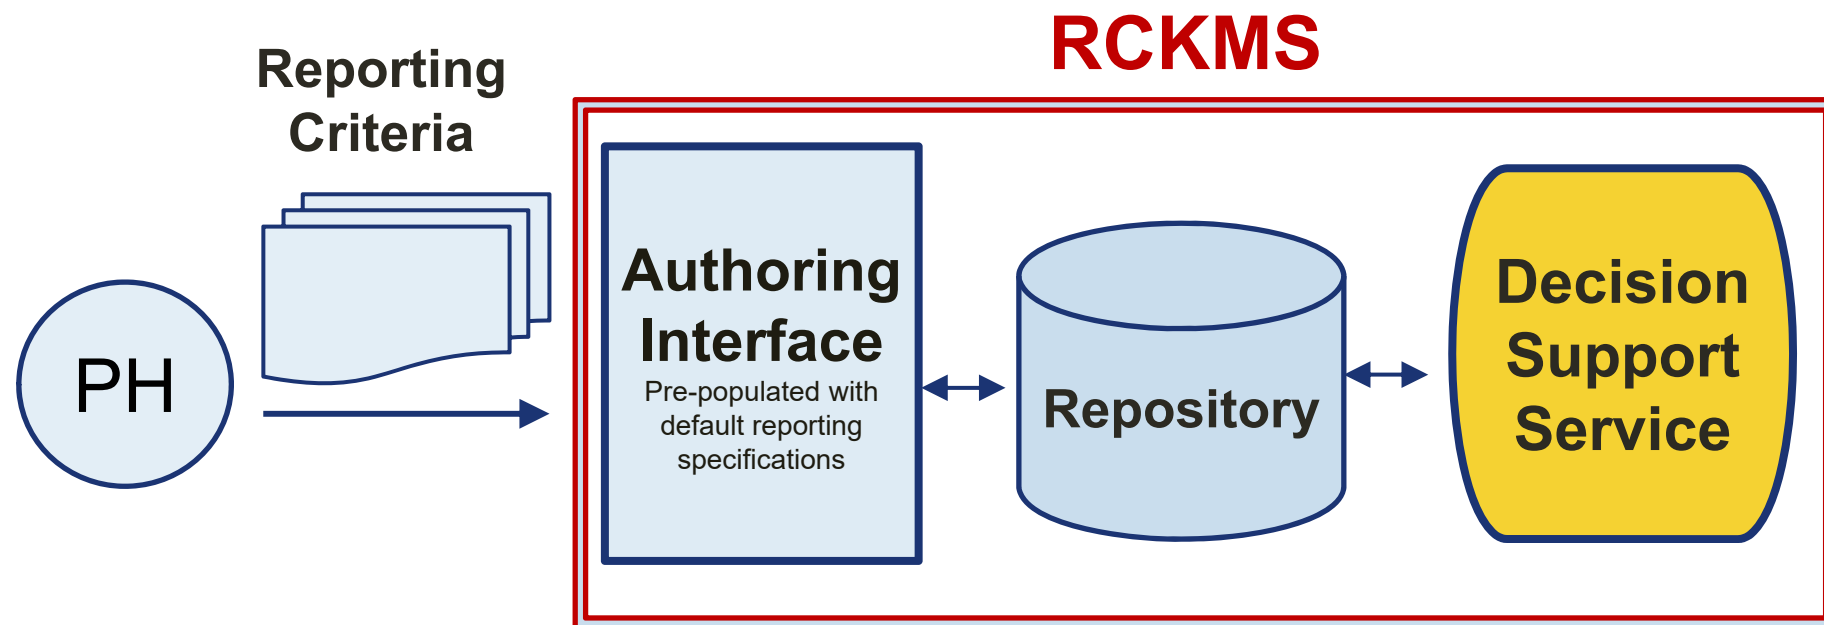 RCKMS
Reporting
Criteria
PH
Authoring
Interface
Pre-populated with
default reporting
specifications
Repository
Decision
Support
Service